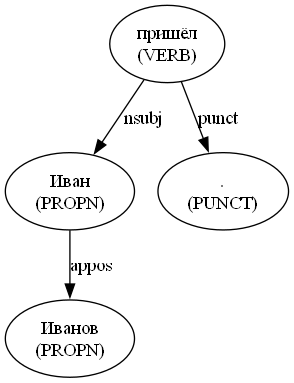 пришёл
(VERB)
nsubj
punct
Иван
(PROPN)
.
(PUNCT)
appos
Иванов
(PROPN)